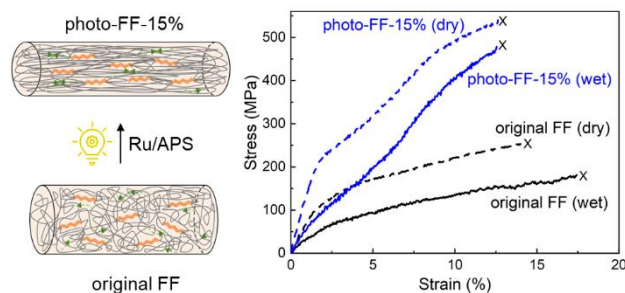 photo-FF-15%
Ru/APS
original FF
Stress (MPa)
500
400
300
200
100
0
0
5
10
15
20
Strain (%)
photo-FF-15% (dry)
X
X
photo-FF-15% (wet)
original FF (dry)
X
X
original FF (wet)